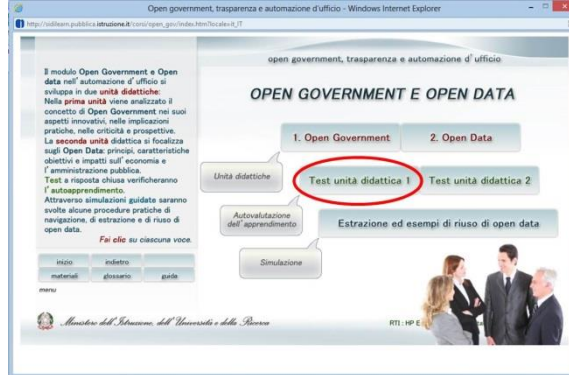 Open government, trasparenza e automazione d'ufficio - Windows Internet Explorer
http://sidilearn.pubblica.istruzione.it/corsi/open_gov/index.htm?locale=it_IT
open government, trasparenza e automazione d'ufficio
Il modulo Open Government e Open
data nell'automazione d'ufficio si
sviluppa in due unità didattiche:
Nella prima unità viene analizzato il
concetto di Open Government nei suoi
aspetti innovativi, nelle implicazioni
pratiche, nelle criticità e prospettive.
La seconda unità didattica si focalizza
sugli Open Data: principi, caratteristiche
obiettivi e impatti sull'economia e
l'amministrazione pubblica.
Test a risposta chiusa verificheranno
l'autoapprendimento.
Attraverso simulazioni guidate saranno
svolte alcune procedure pratiche di
navigazione, di estrazione e di riuso di
open data.
Fai clic su ciascuna voce.
inizio
indietro
materiali
glossario
guida
menu
OPEN GOVERNMENT E OPEN DATA
1. Open Government
2. Open Data
Unità didattiche
Test unità didattica 1
Test unità didattica 2
Autovalutazione
dell'apprendimento
Estrazione ed esempi di riuso di open data
Simulazione
Ministero dell'Istruzione, dell'Università e della Ricerca
RTI: HP E